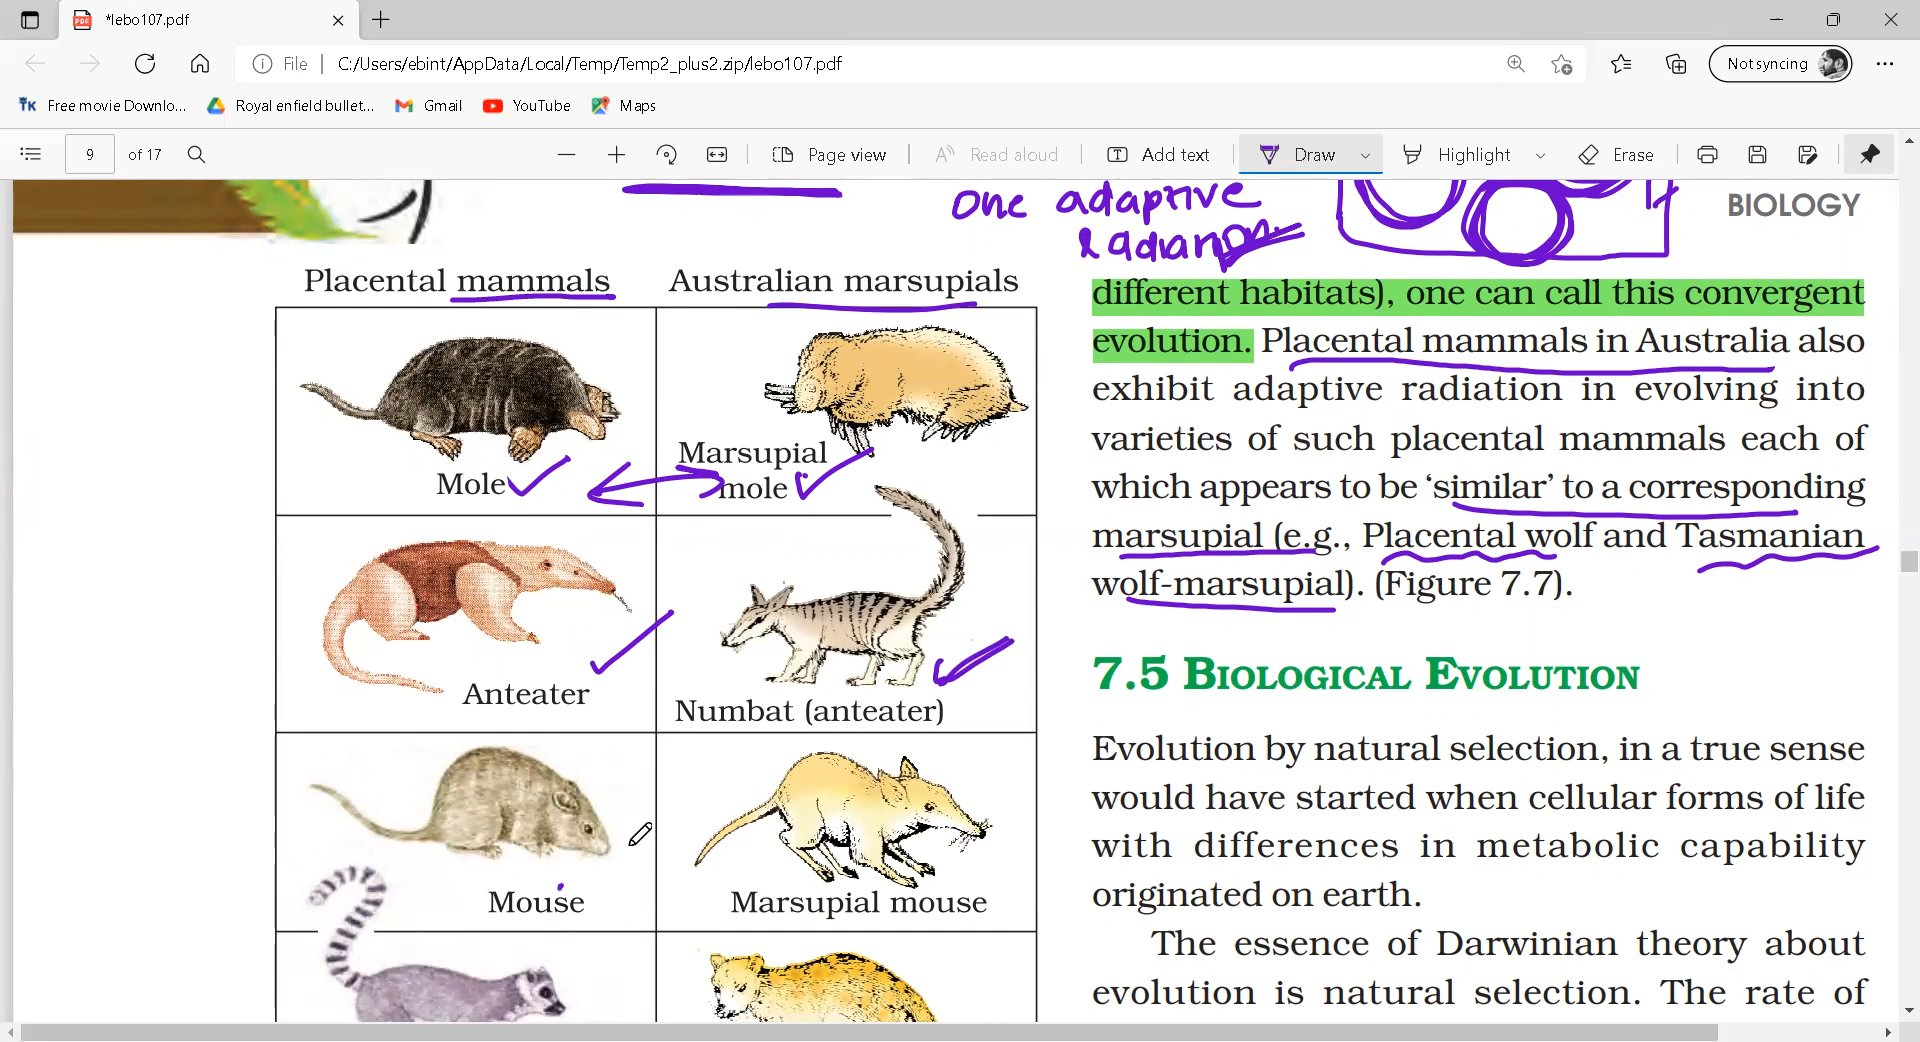 *lebo107.pdf
File
C:/Users/ebint/AppData/Local/Temp/Temp2_plus2.zip/lebo107.pdf
Not syncing
Free movie Downlo...
Royal enfield bullet...
Gmail
YouTube
Maps
9
of 17
Page view
Read aloud
Add text
Draw
Highlight
Erase
One adaptive
Radiation.
BIOLOGY
Placental mammals
Australian marsupials
Mole
Marsupial
mole
Anteater
Numbat (anteater)
Mouse
Marsupial mouse
different habitats), one can call this convergent
evolution. Placental mammals in Australia also
exhibit adaptive radiation in evolving into
varieties of such placental mammals each of
which appears to be ‘similar’ to a corresponding
marsupial (e.g., Placental wolf and Tasmanian
wolf-marsupial). (Figure 7.7).
7.5 BIOLOGICAL EVOLUTION
Evolution by natural selection, in a true sense
would have started when cellular forms of life
with differences in metabolic capability
originated on earth.
The essence of Darwinian theory about
evolution is natural selection. The rate of